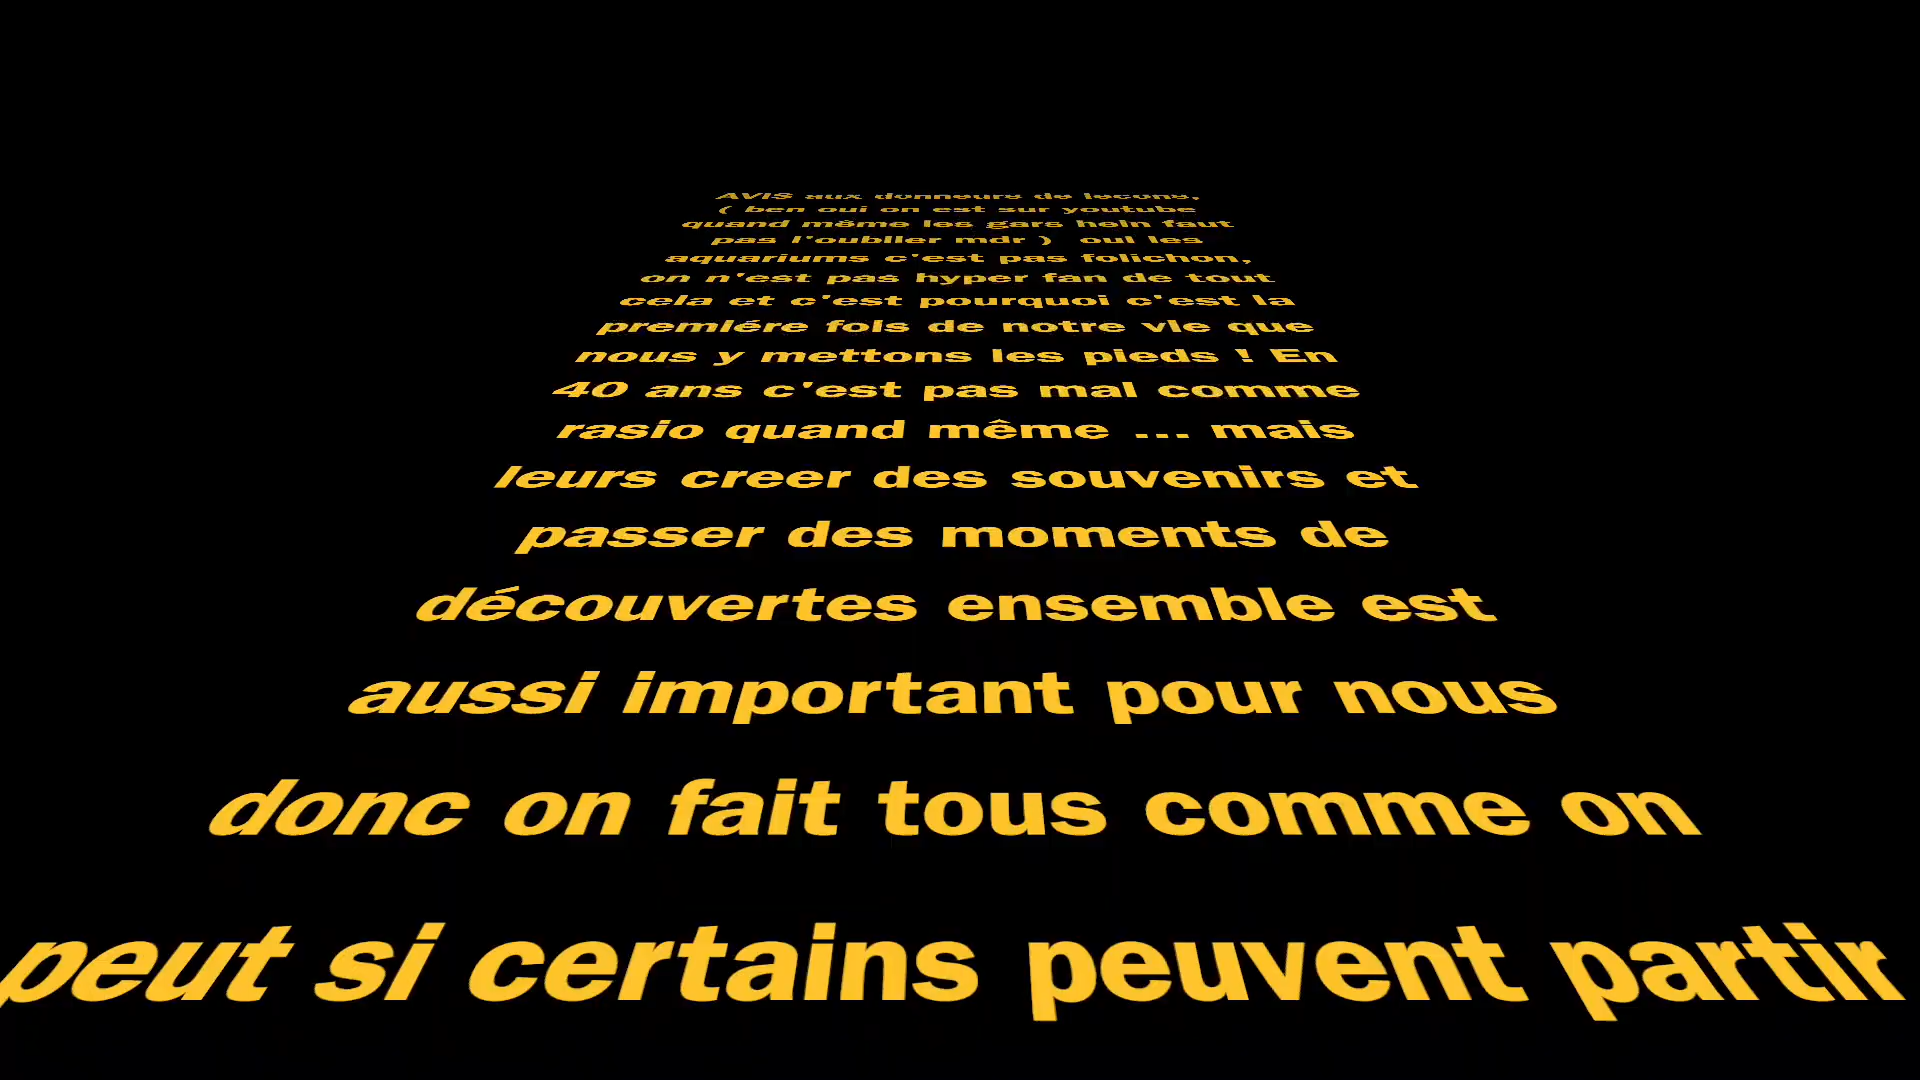 AVIS aux donneurs de lecons,
( ben oui on est sur youtube
quand même les gars hein faut
pas l'oublier mdr ) oui les
aquariums c'est pas folichon,
on n'est pas hyper fan de tout
cela et c'est pourquoi c'est la
premiére fois de notre vie que
nous y mettons les pieds ! En
40 ans c'est pas mal comme
rasio quand même ... mais
leurs creer des souvenirs et
passer des moments de
découvertes ensemble est
aussi important pour nous
donc on fait tous comme on
peut si certains peuvent partir